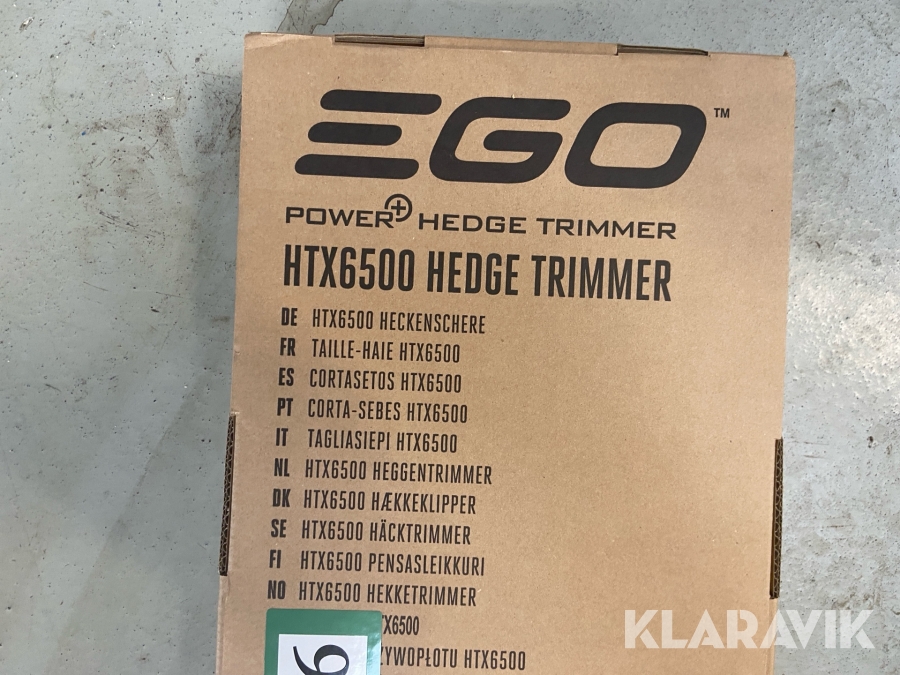 EGO™
POWER+ HEDGE TRIMMER
HTX6500 HEDGE TRIMMER
DE HTX6500 HECKENSCHERE
FR TAILLE-HAIE HTX6500
ES CORTASETOS HTX6500
PT CORTA-SEBES HTX6500
IT TAGLIASIEPI HTX6500
NL HTX6500 HEGGENTRIMMER
DK HTX6500 HÆKKEKLIPPER
SE HTX6500 HÄCKTRIMMER
FI HTX6500 PENSASLEIKKURI
NO HTX6500 HEKKETRIMMER
TX6500
ZYWOPŁOTU HTX6500
KLARAVIK